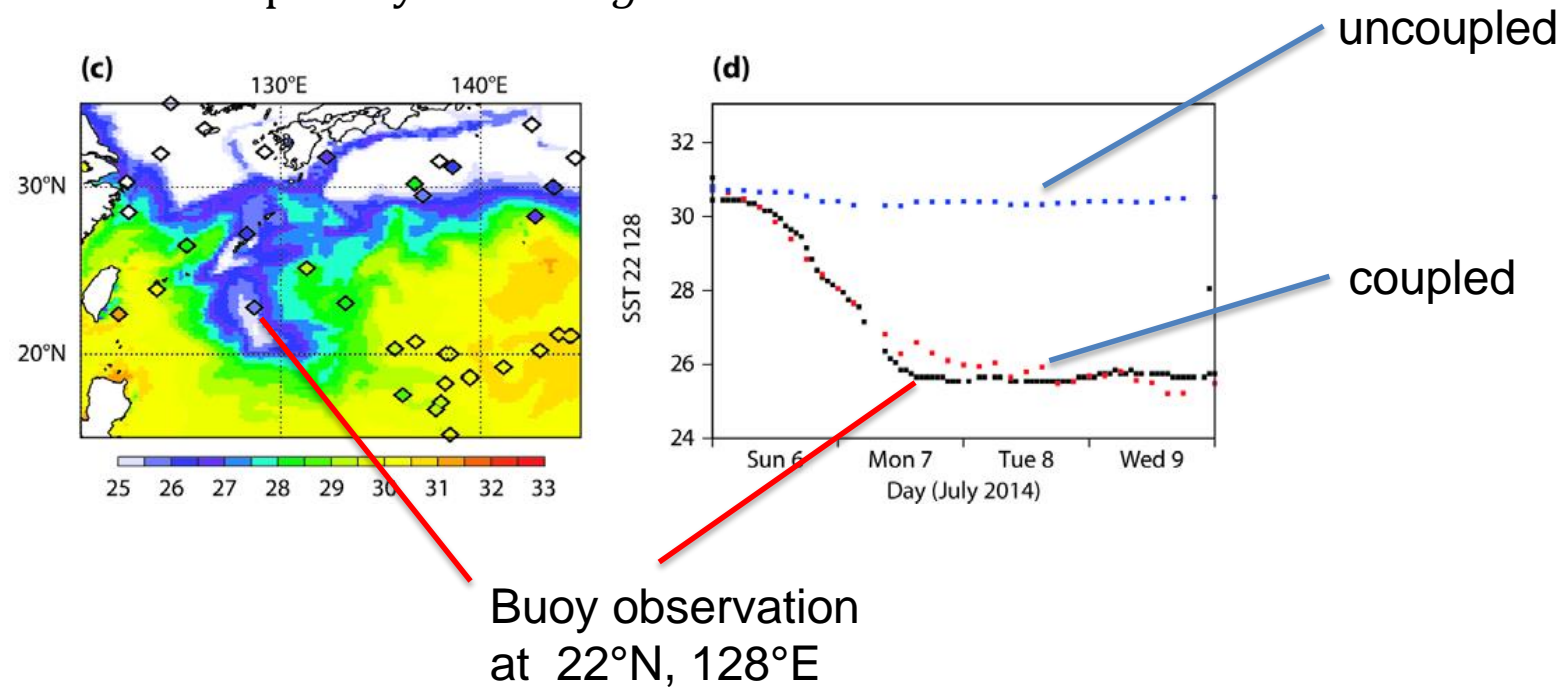 uncoupled
(c)
130°E 140°E
30°N
20°N
25 26 27 28 29 30 31 32 33
(d)
32
30
28
26
24
SST 22 128
Sun 6 Mon 7 Tue 8 Wed 9
Day (July 2014)
coupled
Buoy observation
at 22°N, 128°E